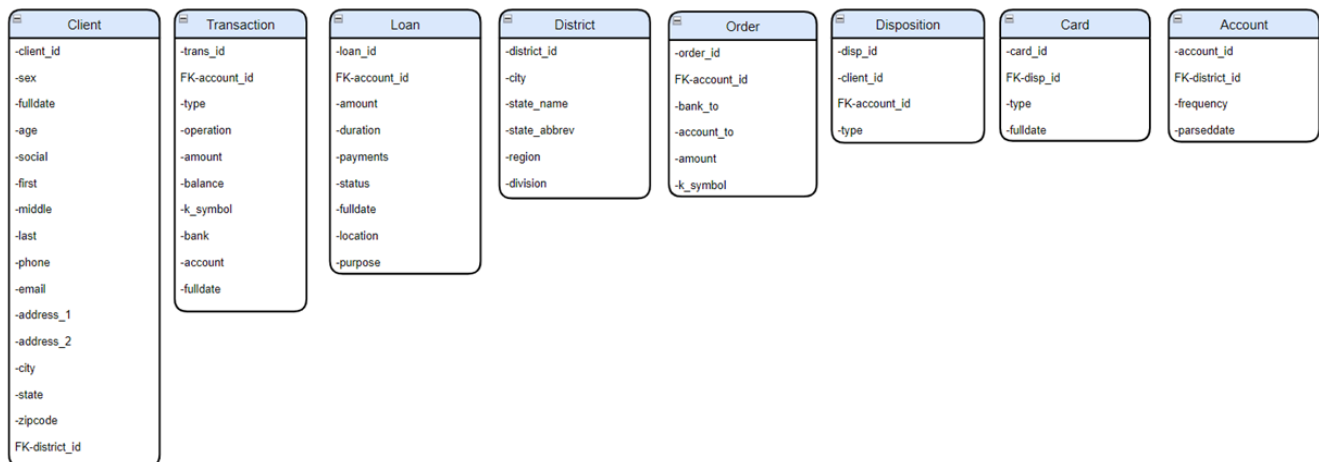 Client
-client_id
-sex
-fulldate
-age
-social
-first
-middle
-last
-phone
-email
-address_1
-address_2
-city
-state
-zipcode
FK-district_id
Transaction
-trans_id
FK-account_id
-type
-operation
-amount
-balance
-k_symbol
-bank
-account
-fulldate
Loan
-loan_id
FK-account_id
-amount
-duration
-payments
-status
-fulldate
-location
-purpose
District
-district_id
-city
-state_name
-state_abbrev
-region
-division
Order
-order_id
FK-account_id
-bank_to
-account_to
-amount
-k_symbol
Disposition
-disp_id
-client_id
FK-account_id
-type
Card
-card_id
FK-disp_id
-type
-fulldate
Account
-account_id
FK-district_id
-frequency
-parseddate